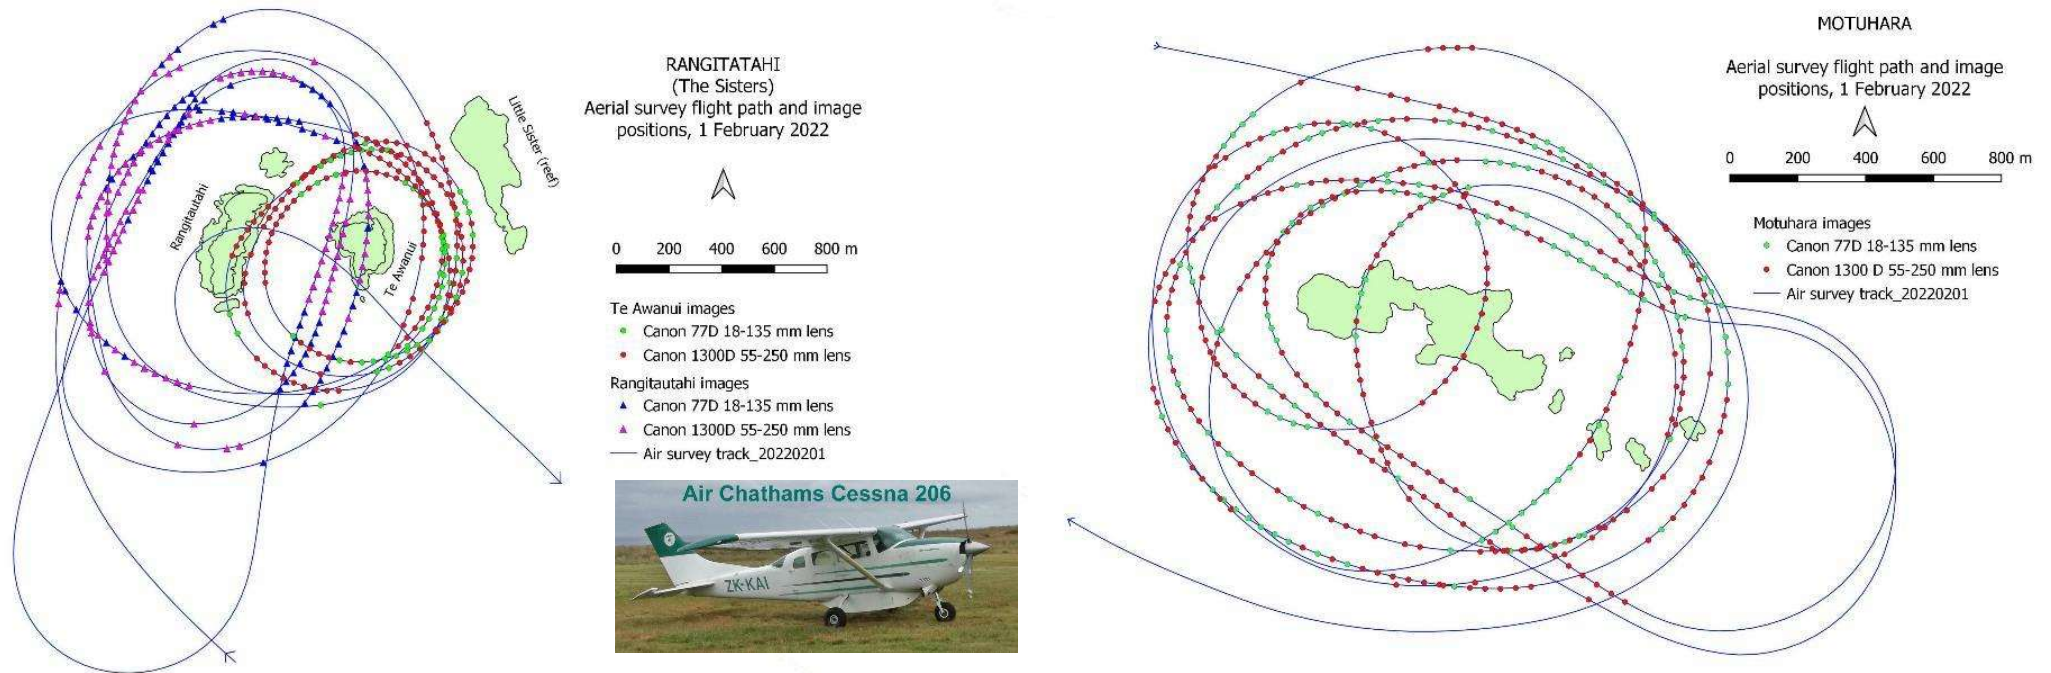 RANGITATAHI
(The Sisters)
Aerial survey flight path and image
positions, 1 February 2022
0 200 400 600 800 m
Te Awanui images
Canon 77D 18-135 mm lens
Canon 1300D 55-250 mm lens
Rangitautahi images
Canon 77D 18-135 mm lens
Canon 1300D 55-250 mm lens
Air survey track_20220201
Little Sister (reef)
Rangitautahi
Te Awanui
Air Chathams Cessna 206
ZK-KAI
MOTUHARA
Aerial survey flight path and image
positions, 1 February 2022
0 200 400 600 800 m
Motuhara images
Canon 77D 18-135 mm lens
Canon 1300 D 55-250 mm lens
Air survey track_20220201